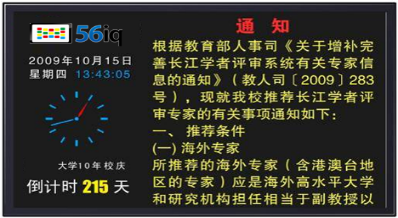 56iq
2009年10月15日
星期四 13:43:05
大学10年校庆
倒计时 215 天
通 知
根据教育部人事司《关于增补完
善长江学者评审系统有关专家信
息的通知》（教人司〔2009〕283
号），现就我校推荐长江学者评
审专家的有关事项通知如下：
一、 推荐条件
(一) 海外专家
所推荐的海外专家（含港澳台地
区的专家）应是海外高水平大学
和研究机构担任相当于副教授以